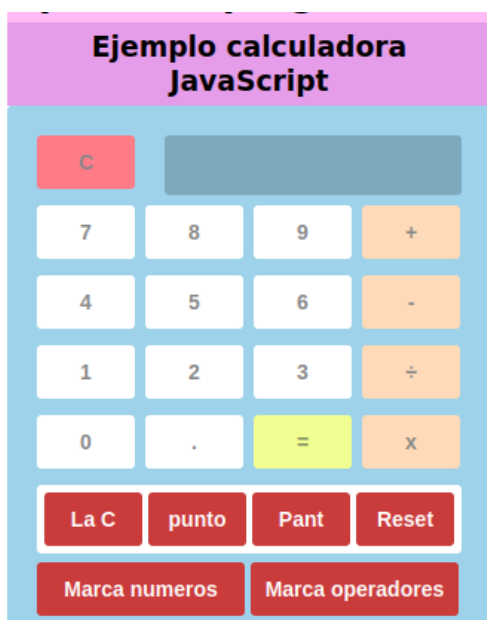 Ejemplo calculadora
JavaScript
C
7 8 9 +
4 5 6 -
1 2 3 ÷
0 . = x
La C punto Pant Reset
Marca numeros Marca operadores